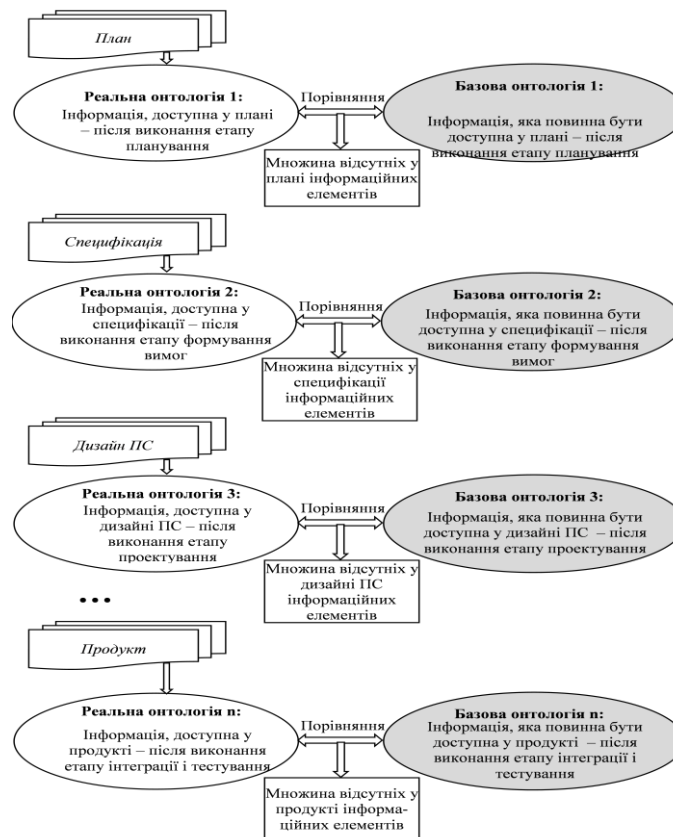 План
Реальна онтологія 1:
Інформація, доступна у плані
– після виконання етапу
планування
Порівняння
Базова онтологія 1:
Інформація, яка повинна бути
доступна у плані – після
виконання етапу планування
Множина відсутніх у
плані інформаційних
елементів
Специфікація
Реальна онтологія 2:
Інформація, доступна у
специфікації – після
виконання етапу формування
вимог
Порівняння
Базова онтологія 2:
Інформація, яка повинна бути
доступна у специфікації – після
виконання етапу формування
вимог
Множина відсутніх у
специфікації
інформаційних
елементів
Дизайн ПС
Реальна онтологія 3:
Інформація, доступна у
дизайні ПС – після
виконання етапу
проектування
Порівняння
Базова онтологія 3:
Інформація, яка повинна бути
доступна у дизайні ПС – після
виконання етапу проектування
Множина відсутніх у
дизайні ПС
інформаційних
елементів
...
Продукт
Реальна онтологія n:
Інформація, доступна у
продукті – після виконання
етапу інтеграції і тестування
Порівняння
Базова онтологія n:
Інформація, яка повинна бути
доступна у продукті – після
виконання етапу інтеграції і
тестування
Множина відсутніх у
продукті інформа-
ційних елементів